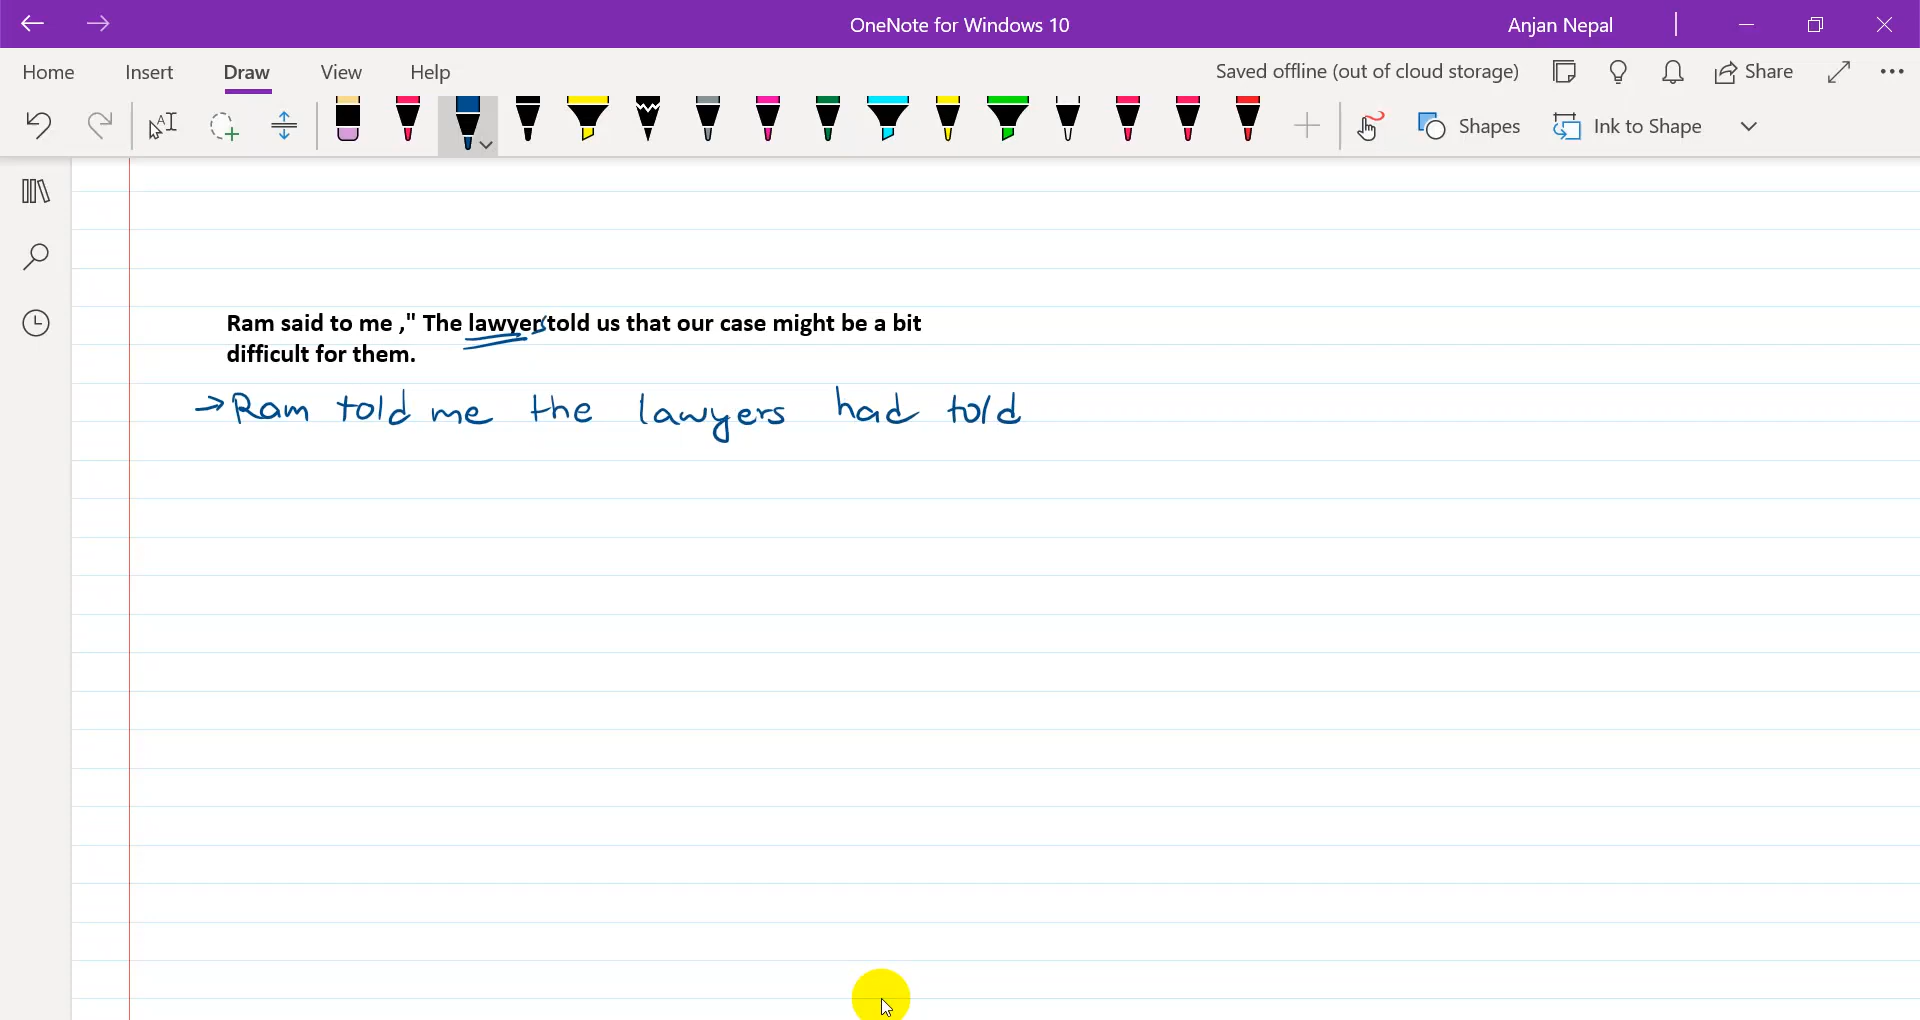 OneNote for Windows 10
Anjan Nepal
Home Insert Draw View Help
Saved offline (out of cloud storage)
Share
Shapes
Ink to Shape
Ram said to me ," The lawyers told us that our case might be a bit
difficult for them.
→Ram told me the lawyers had told